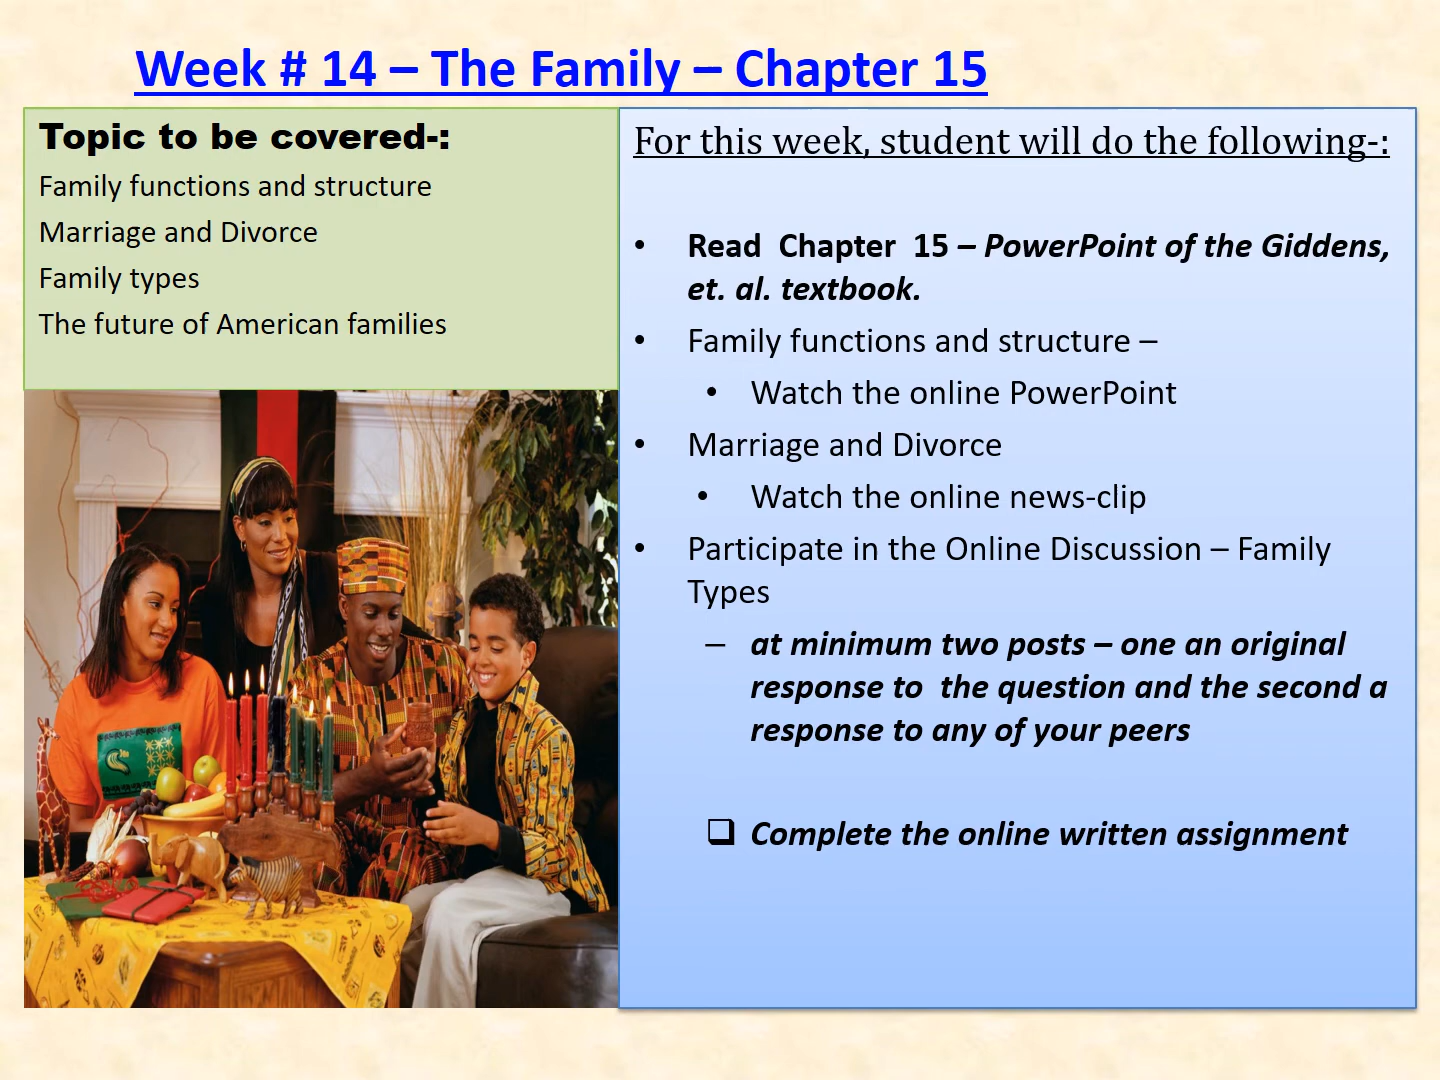 Week # 14 – The Family – Chapter 15
Topic to be covered-:
Family functions and structure
Marriage and Divorce
Family types
The future of American families
For this week, student will do the following-:
• Read  Chapter  15 – PowerPoint of the Giddens,
et. al. textbook.
• Family functions and structure –
• Watch the online PowerPoint
• Marriage and Divorce
• Watch the online news-clip
• Participate in the Online Discussion – Family
Types
– at minimum two posts – one an original
response to  the question and the second a
response to any of your peers
❑ Complete the online written assignment